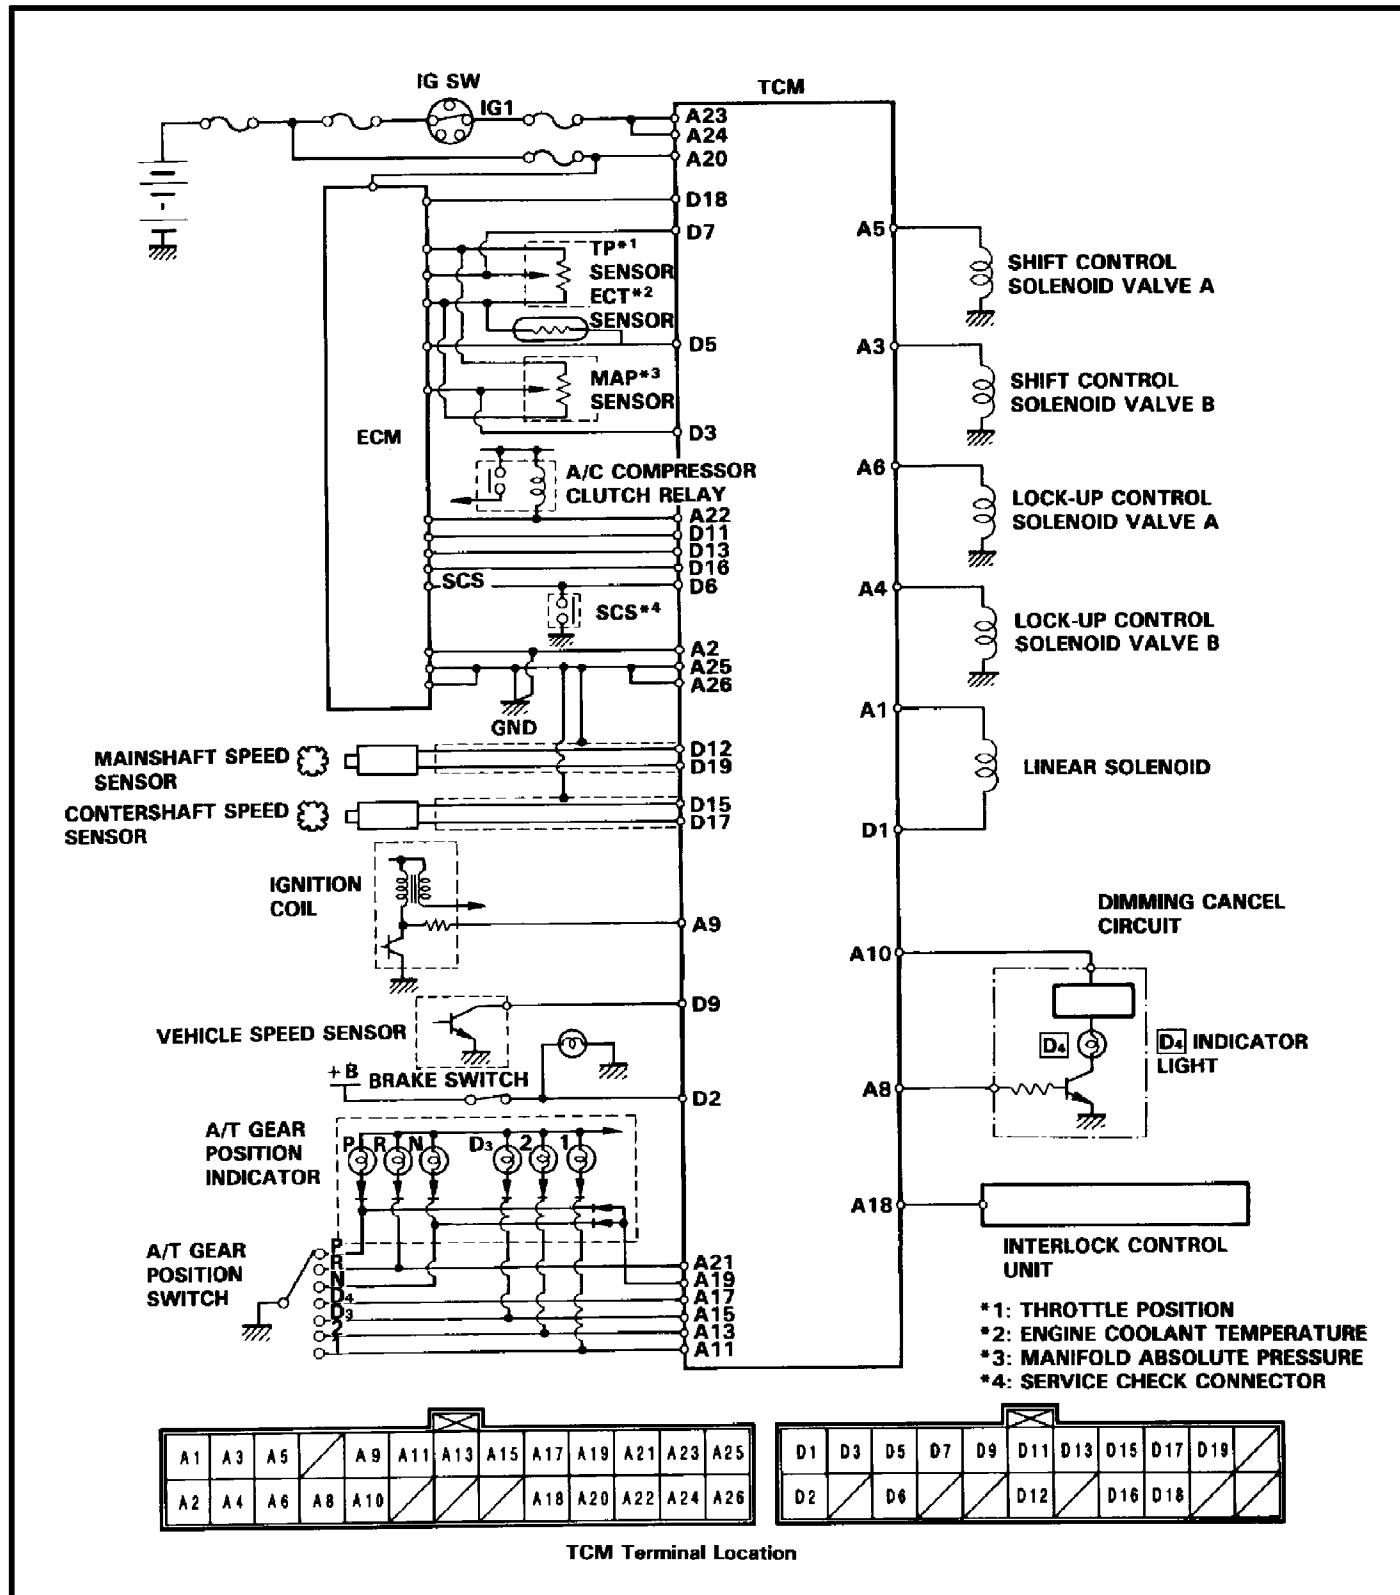 IG SW
IG1
TCM
A23
A24
A20
D18
D7
TP*1
SENSOR
ECT*2
SENSOR
D5
MAP*3
SENSOR
D3
ECM
A/C COMPRESSOR
CLUTCH RELAY
A22
D11
D13
D16
SCS
D6
SCS*4
A2
A25
A26
GND
MAINSHAFT SPEED
SENSOR
D12
D19
CONTERSHAFT SPEED
SENSOR
D15
D17
IGNITION
COIL
A9
VEHICLE SPEED SENSOR
D9
+B
BRAKE SWITCH
D2
A/T GEAR
POSITION
INDICATOR
P R N D3 2 1
A/T GEAR
POSITION
SWITCH
P
R
N
D4
D3
2
1
A21
A19
A17
A15
A13
A11
A5
SHIFT CONTROL
SOLENOID VALVE A
A3
SHIFT CONTROL
SOLENOID VALVE B
A6
LOCK-UP CONTROL
SOLENOID VALVE A
A4
LOCK-UP CONTROL
SOLENOID VALVE B
A1
LINEAR SOLENOID
D1
DIMMING CANCEL
CIRCUIT
A10
D4
D4 INDICATOR
LIGHT
A8
A18
INTERLOCK CONTROL
UNIT
*1: THROTTLE POSITION
*2: ENGINE COOLANT TEMPERATURE
*3: MANIFOLD ABSOLUTE PRESSURE
*4: SERVICE CHECK CONNECTOR
A1 A3 A5 A9 A11 A13 A15 A17 A19 A21 A23 A25
A2 A4 A6 A8 A10 A18 A20 A22 A24 A26
D1 D3 D5 D7 D9 D11 D13 D15 D17 D19
D2 D6 D12 D16 D18
TCM Terminal Location